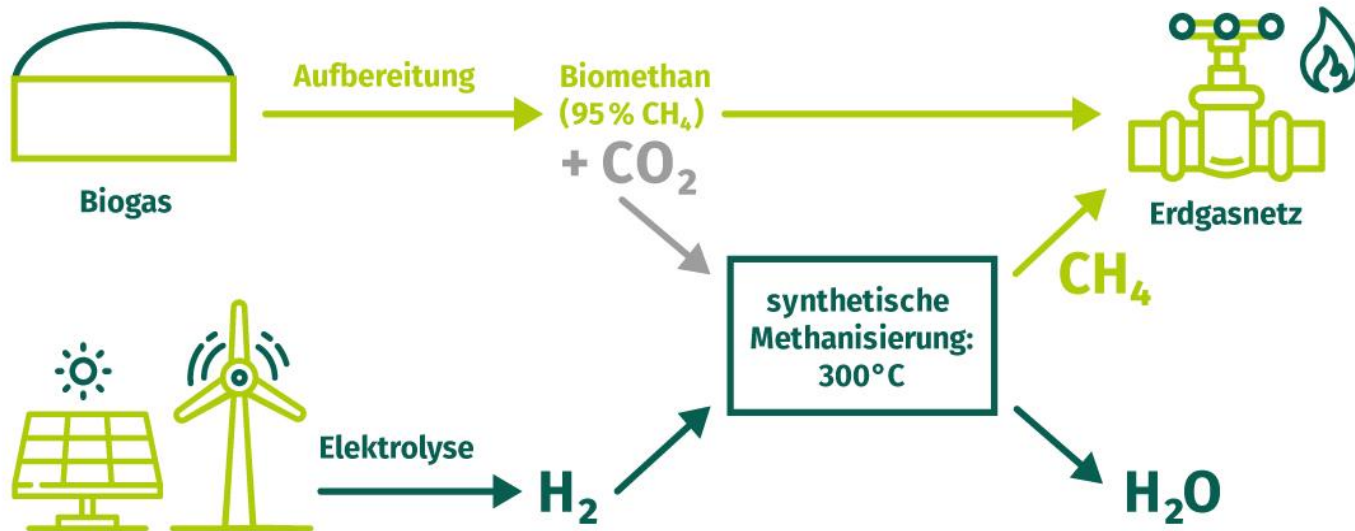 Aufbereitung
Biomethan
(95% CH₄)
+ CO₂
Biogas
Erdgasnetz
CH₄
synthetische
Methanisierung:
300°C
Elektrolyse
H₂
H₂O